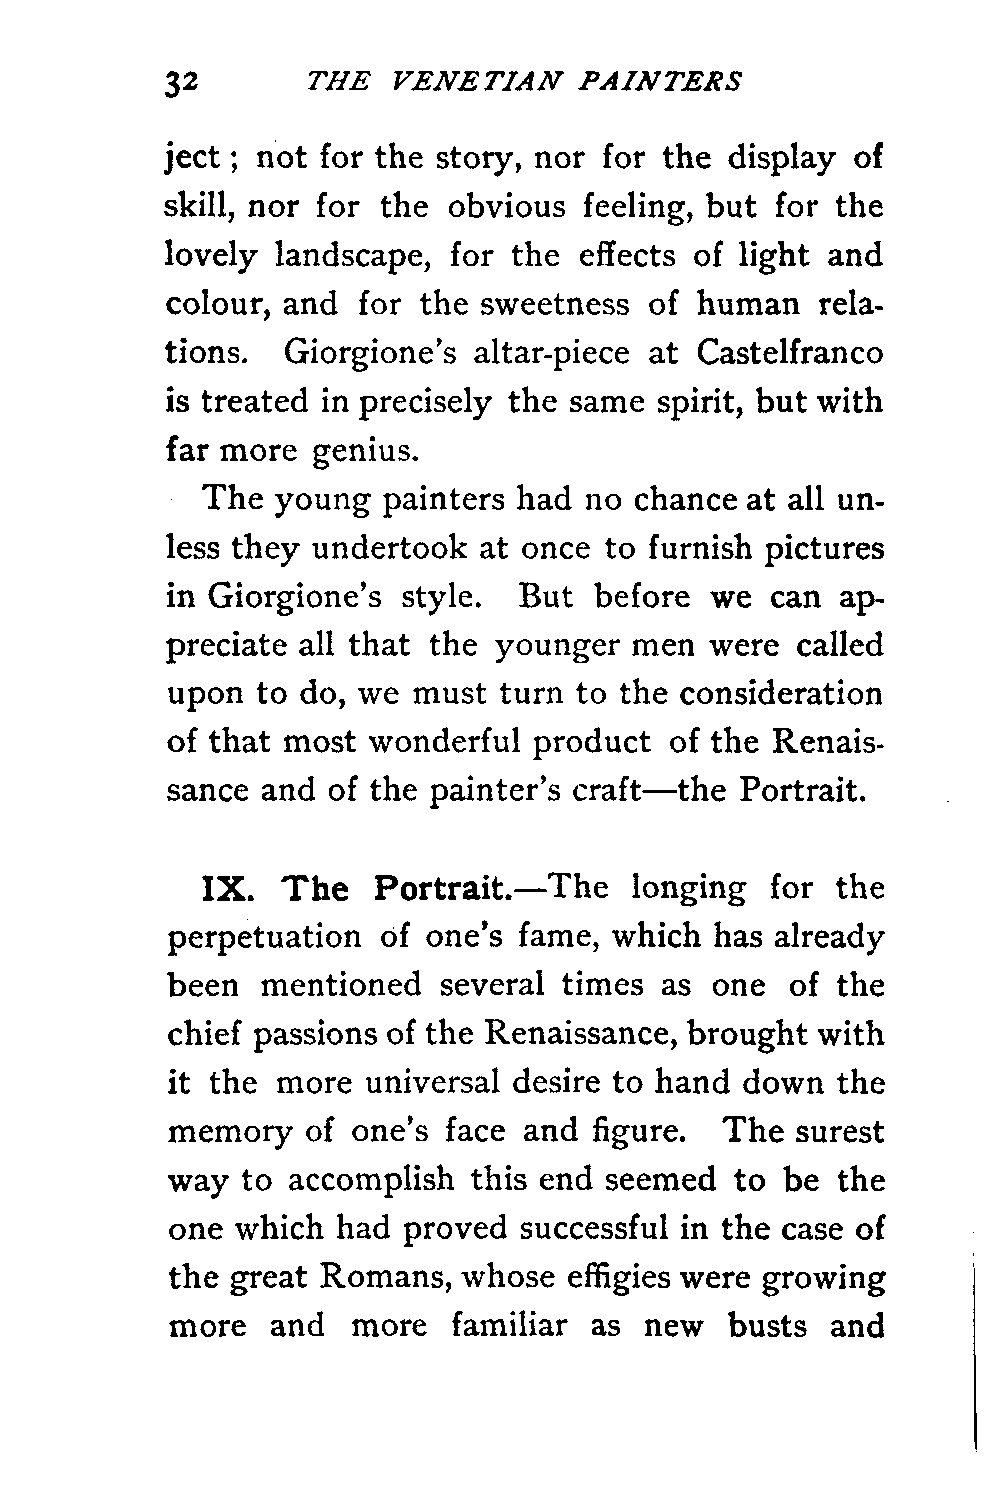 32 THE VENETIAN PAINTERS
ject ; not for the story, nor for the display of
skill, nor for the obvious feeling, but for the
lovely landscape, for the effects of light and
colour, and for the sweetness of human rela-
tions. Giorgione's altar-piece at Castelfranco
is treated in precisely the same spirit, but with
far more genius.
The young painters had no chance at all un-
less they undertook at once to furnish pictures
in Giorgione's style. But before we can ap-
preciate all that the younger men were called
upon to do, we must turn to the consideration
of that most wonderful product of the Renais-
sance and of the painter's craft—the Portrait.
IX. The Portrait.—The longing for the
perpetuation of one's fame, which has already
been mentioned several times as one of the
chief passions of the Renaissance, brought with
it the more universal desire to hand down the
memory of one's face and figure. The surest
way to accomplish this end seemed to be the
one which had proved successful in the case of
the great Romans, whose effigies were growing
more and more familiar as new busts and